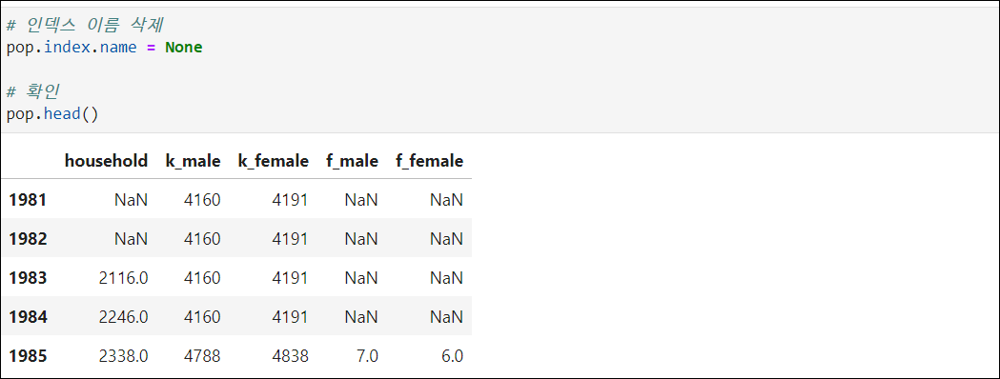 # 인덱스 이름 삭제
pop.index.name = None
# 확인
pop.head()
household k_male k_female f_male f_female
1981 NaN 4160 4191 NaN NaN
1982 NaN 4160 4191 NaN NaN
1983 2116.0 4160 4191 NaN NaN
1984 2246.0 4160 4191 NaN NaN
1985 2338.0 4788 4838 7.0 6.0